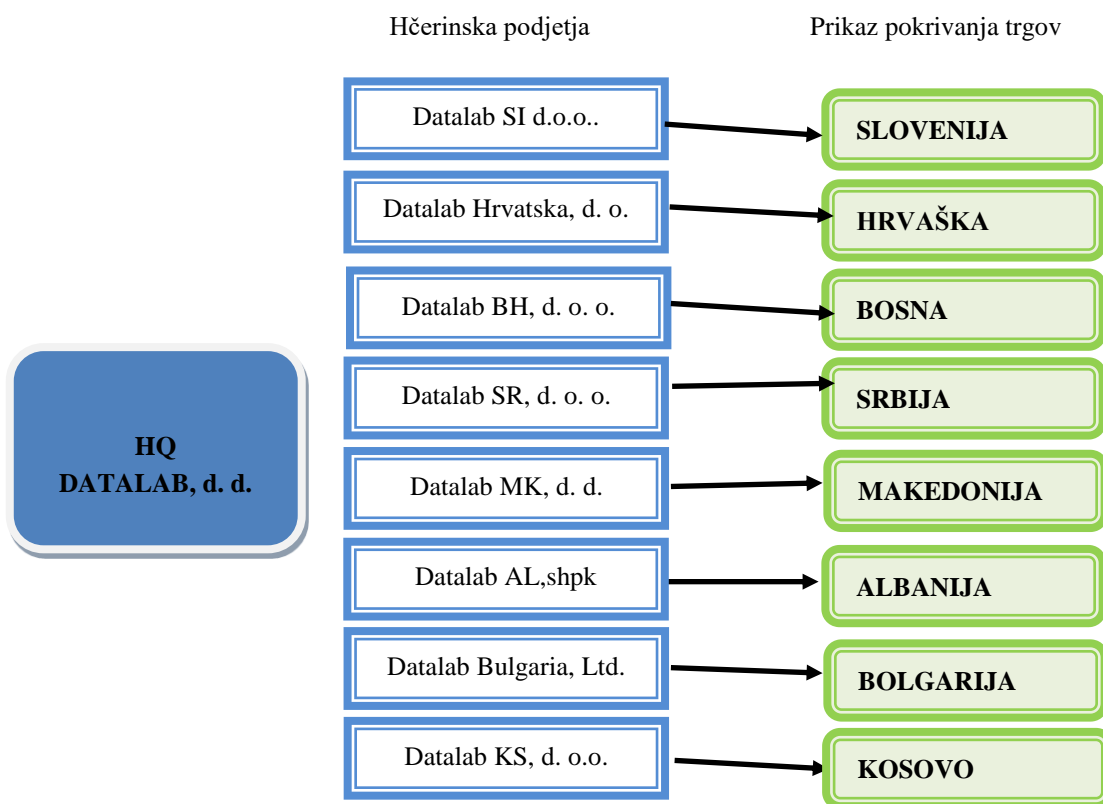 Hčerinska podjetja
Prikaz pokrivanja trgov
Datalab SI d.o.o..
SLOVENIJA
Datalab Hrvatska, d. o.
HRVAŠKA
Datalab BH, d. o. o.
BOSNA
Datalab SR, d. o. o.
SRBIJA
HQ
DATALAB, d. d.
Datalab MK, d. d.
MAKEDONIJA
Datalab AL,shpk
ALBANIJA
Datalab Bulgaria, Ltd.
BOLGARIJA
Datalab KS, d. o.o.
KOSOVO